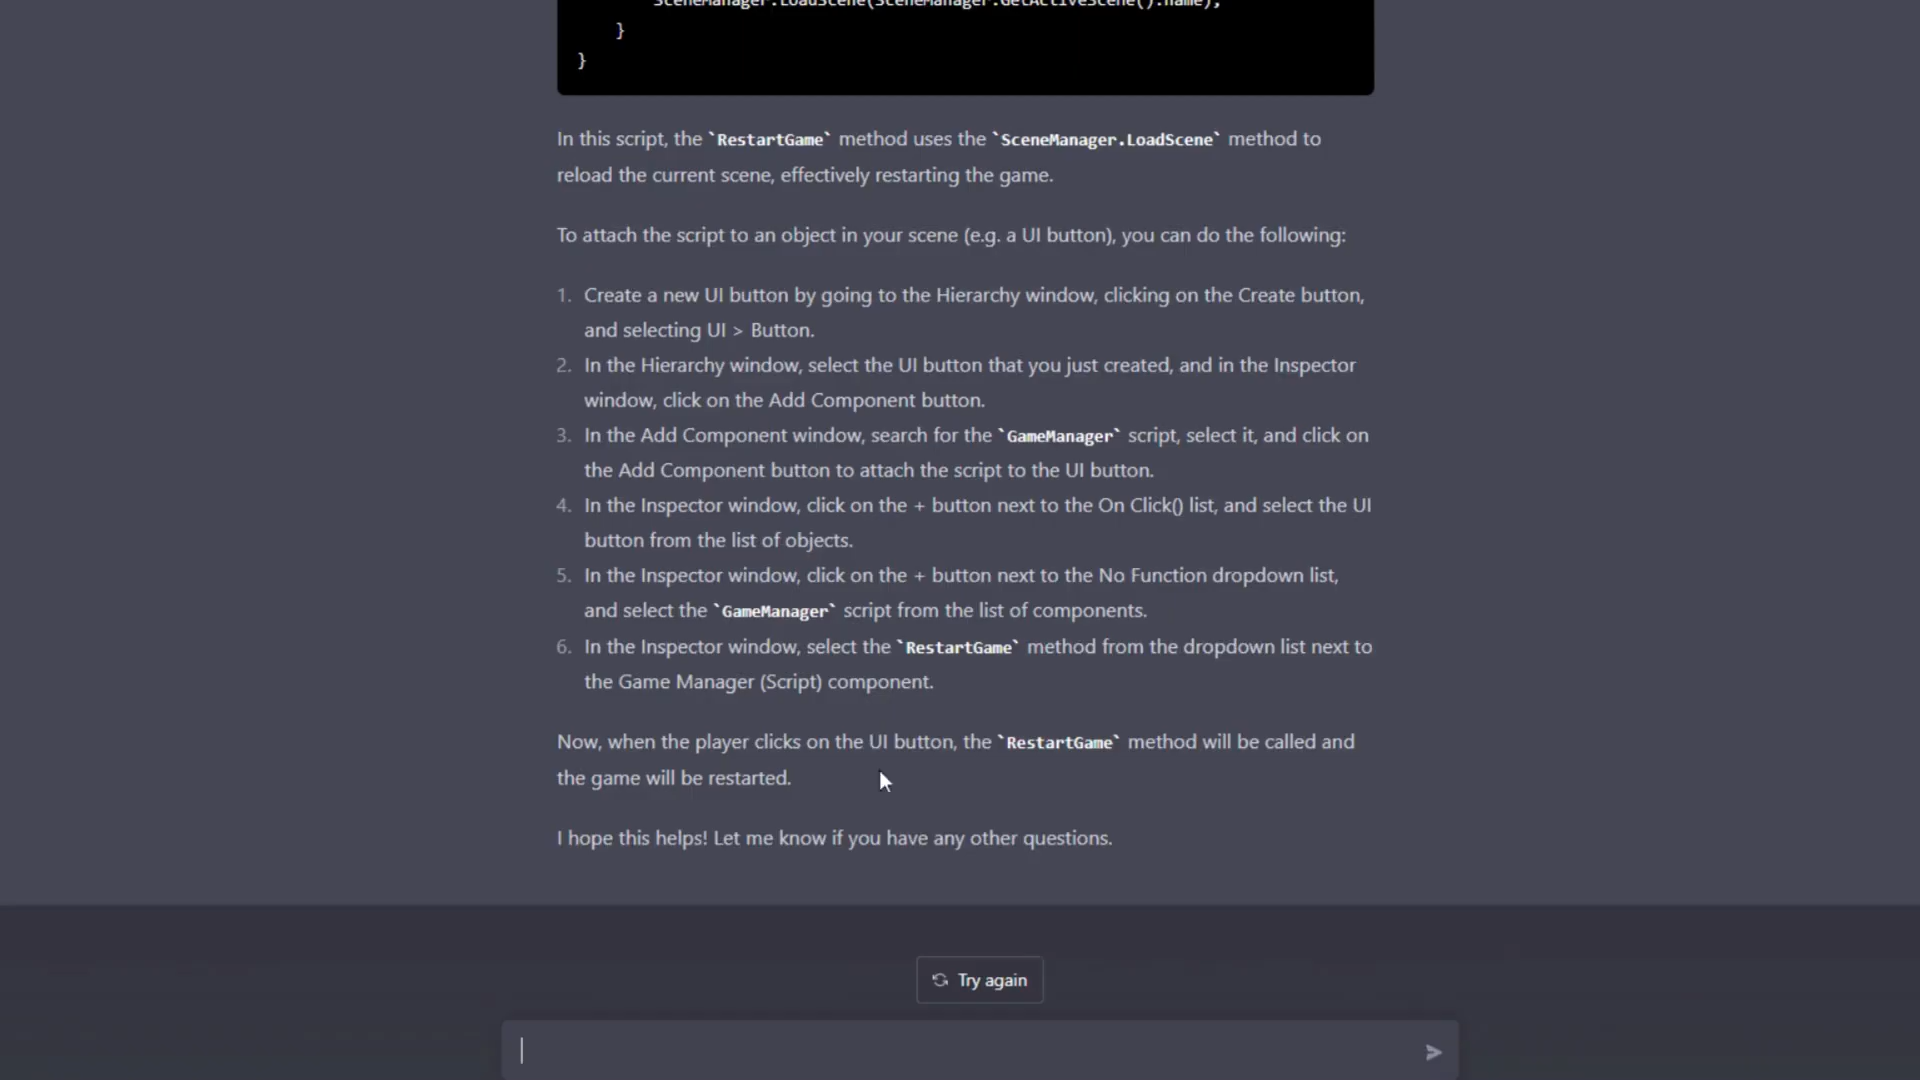 SceneManager.LoadScene(SceneManager.GetActiveScene().name);
}
}
In this script, the `RestartGame` method uses the `SceneManager.LoadScene` method to
reload the current scene, effectively restarting the game.
To attach the script to an object in your scene (e.g. a UI button), you can do the following:
1. Create a new UI button by going to the Hierarchy window, clicking on the Create button,
and selecting UI > Button.
2. In the Hierarchy window, select the UI button that you just created, and in the Inspector
window, click on the Add Component button.
3. In the Add Component window, search for the `GameManager` script, select it, and click on
the Add Component button to attach the script to the UI button.
4. In the Inspector window, click on the + button next to the On Click() list, and select the UI
button from the list of objects.
5. In the Inspector window, click on the + button next to the No Function dropdown list,
and select the `GameManager` script from the list of components.
6. In the Inspector window, select the `RestartGame` method from the dropdown list next to
the Game Manager (Script) component.
Now, when the player clicks on the UI button, the `RestartGame` method will be called and
the game will be restarted.
I hope this helps! Let me know if you have any other questions.
Try again